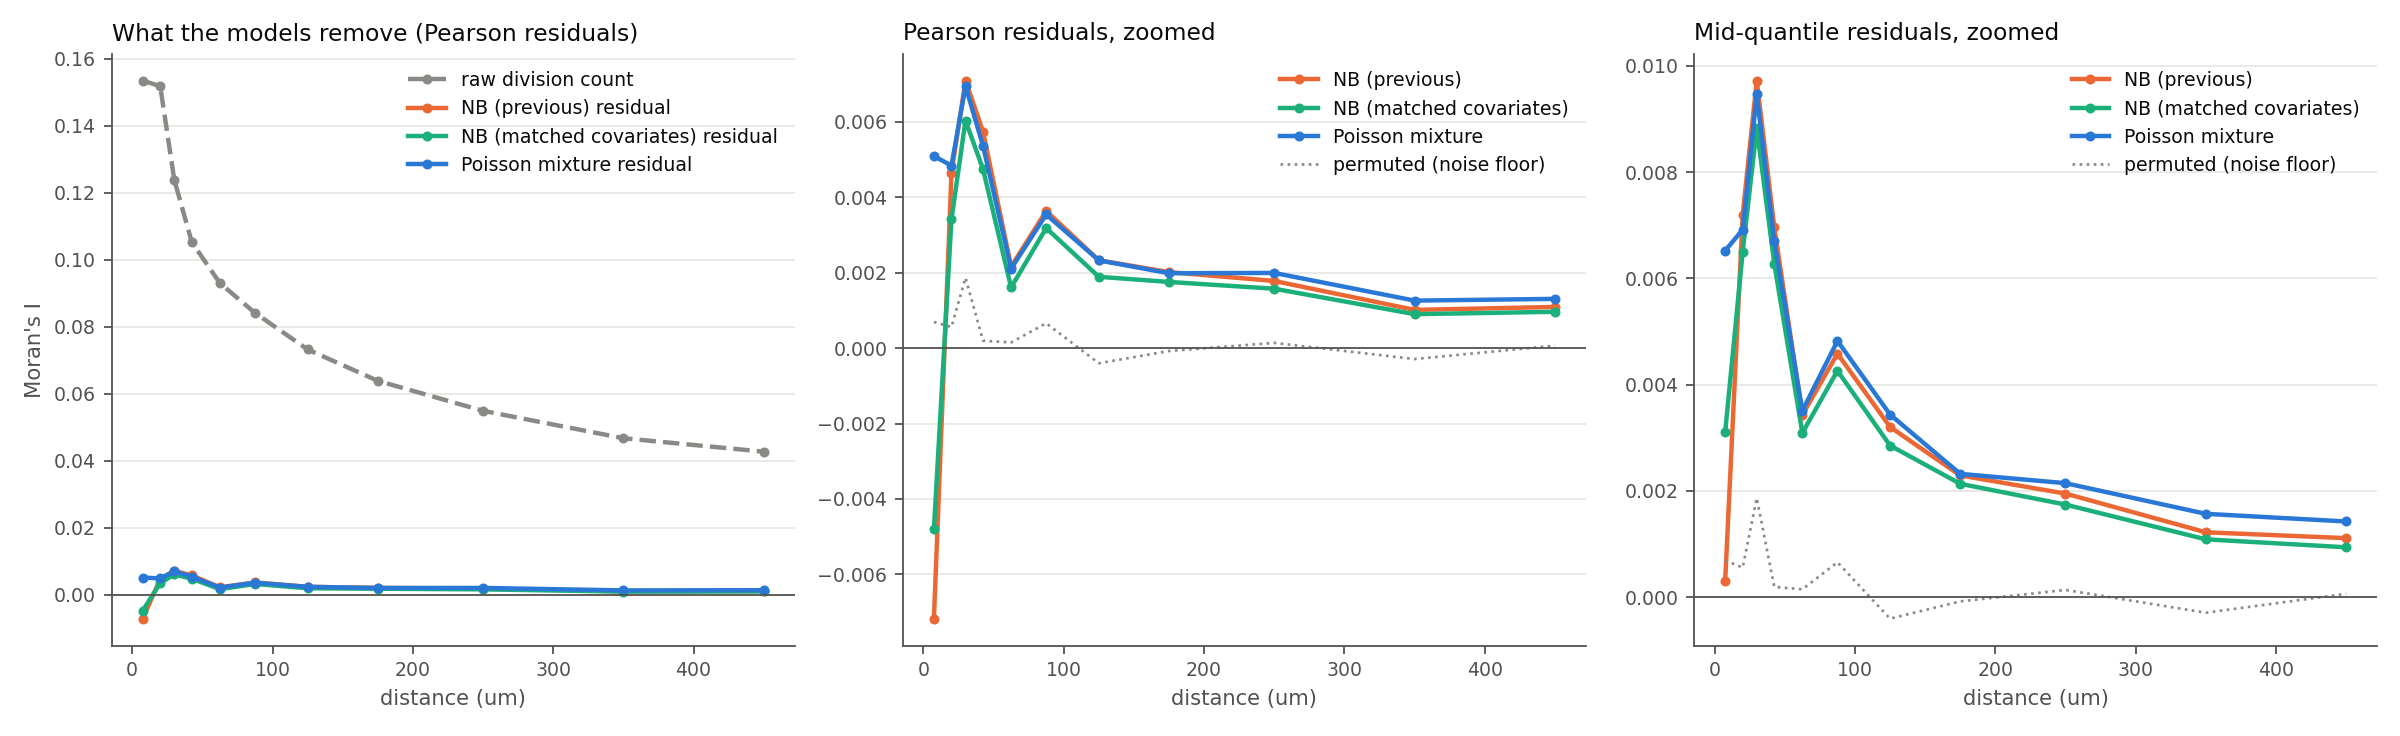 What the models remove (Pearson residuals)
0.16
0.14
0.12
0.10
0.08
0.06
0.04
0.02
0.00
Moran's I
raw division count
NB (previous) residual
NB (matched covariates) residual
Poisson mixture residual
0
100
200
300
400
distance (um)
Pearson residuals, zoomed
0.006
0.004
0.002
0.000
−0.002
−0.004
−0.006
NB (previous)
NB (matched covariates)
Poisson mixture
permuted (noise floor)
0
100
200
300
400
distance (um)
Mid-quantile residuals, zoomed
0.010
0.008
0.006
0.004
0.002
0.000
NB (previous)
NB (matched covariates)
Poisson mixture
permuted (noise floor)
0
100
200
300
400
distance (um)